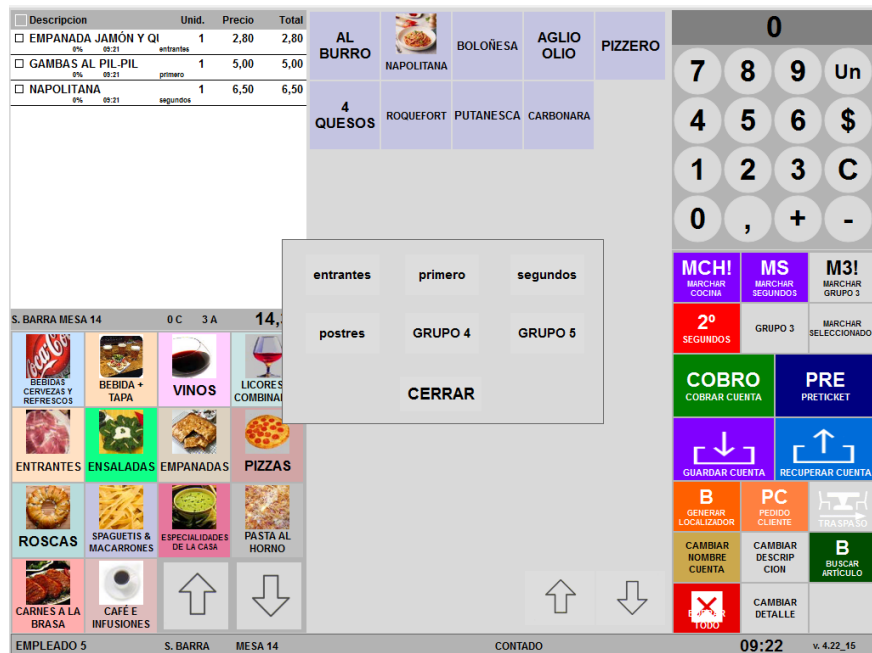 Descripcion Unid. Precio Total
EMPANADA JAMÓN Y QU 1 2,80 2,80
0% 09:21 entrantes
GAMBAS AL PIL-PIL 1 5,00 5,00
0% 09:21 primero
NAPOLITANA 1 6,50 6,50
0% 09:21 segundos
S. BARRA MESA 14 0 C 3 A 14,
AL BURRO
NAPOLITANA
BOLOÑESA
AGLIO OLIO
PIZZERO
4 QUESOS
ROQUEFORT
PUTANESCA
CARBONARA
entrantes primero segundos
postres GRUPO 4 GRUPO 5
CERRAR
Coca-Cola
BEBIDAS
CERVEZAS Y
REFRESCOS
BEBIDA +
TAPA
VINOS
LICORES
COMBINA
ENTRANTES
ENSALADAS
EMPANADAS
PIZZAS
ROSCAS
SPAGUETIS &
MACARRONES
ESPECIALIDADES
DE LA CASA
PASTA AL
HORNO
CARNES A LA
BRASA
CAFÉ E
INFUSIONES
0
7 8 9 Un
4 5 6 $
1 2 3 C
0 , + -
MCH!
MARCHAR
COCINA
MS
MARCHAR
SEGUNDOS
M3!
MARCHAR
GRUPO 3
2º
SEGUNDOS
GRUPO 3
MARCHAR
SELECCIONADO
COBRO
COBRAR CUENTA
PRE
PRETICKET
GUARDAR CUENTA
RECUPERAR CUENTA
B
GENERAR
LOCALIZADOR
PC
PEDIDO
CLIENTE
TRASPASO
CAMBIAR
NOMBRE
CUENTA
CAMBIAR
DESCRIP
CION
B
BUSCAR
ARTÍCULO
TODO
CAMBIAR
DETALLE
EMPLEADO 5 S. BARRA MESA 14 CONTADO 09:22 v. 4.22_15